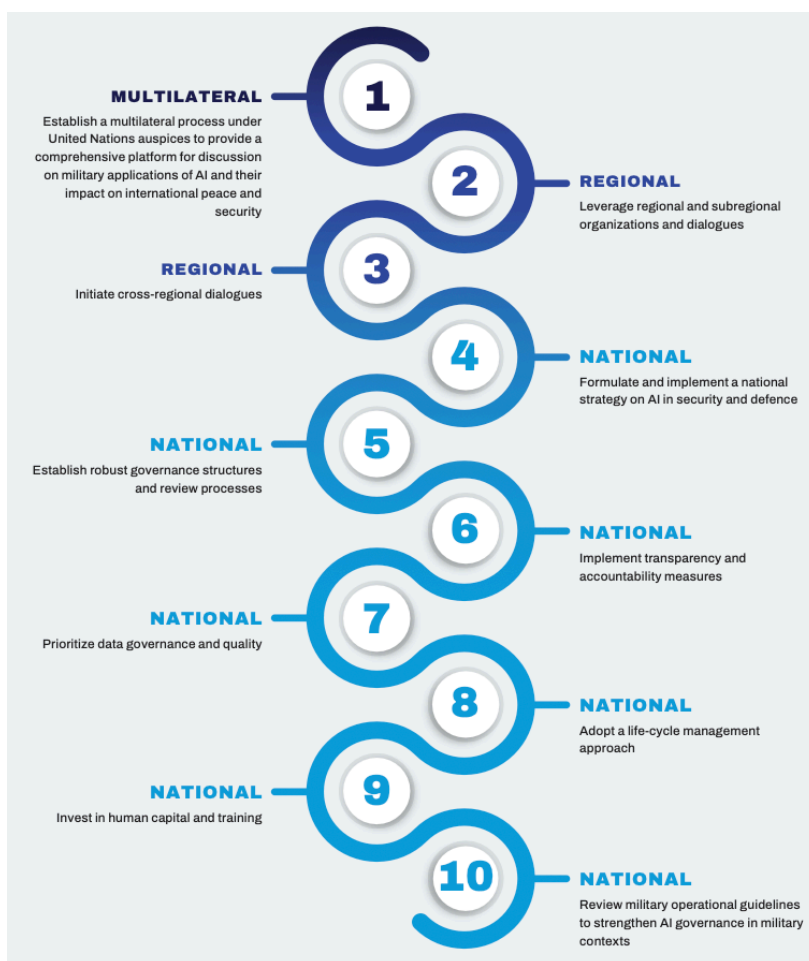 1
MULTILATERAL
Establish a multilateral process under
United Nations auspices to provide a
comprehensive platform for discussion
on military applications of AI and their
impact on international peace and
security
2
REGIONAL
Leverage regional and subregional
organizations and dialogues
3
REGIONAL
Initiate cross-regional dialogues
4
NATIONAL
Formulate and implement a national
strategy on AI in security and defence
5
NATIONAL
Establish robust governance structures
and review processes
6
NATIONAL
Implement transparency and
accountability measures
7
NATIONAL
Prioritize data governance and quality
8
NATIONAL
Adopt a life-cycle management
approach
9
NATIONAL
Invest in human capital and training
10
NATIONAL
Review military operational guidelines
to strengthen AI governance in military
contexts